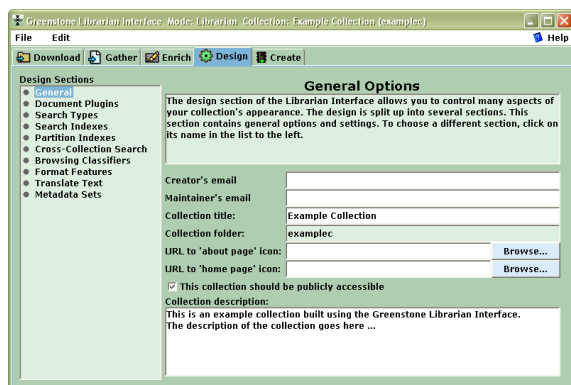 Greenstone Librarian Interface Mode: Librarian Collection: Example Collection (examplec)
File Edit Help
Download Gather Enrich Design Create
Design Sections
General
Document Plugins
Search Types
Search Indexes
Partition Indexes
Cross-Collection Search
Browsing Classifiers
Format Features
Translate Text
Metadata Sets
General Options
The design section of the Librarian Interface allows you to control many aspects of
your collection's appearance. The design is split up into several sections. This
section contains general options and settings. To choose a different section, click on
its name in the list to the left.
Creator's email
Maintainer's email
Collection title: Example Collection
Collection folder: examplec
URL to 'about page' icon: Browse...
URL to 'home page' icon: Browse...
This collection should be publicly accessible
Collection description:
This is an example collection built using the Greenstone Librarian Interface.
The description of the collection goes here ...